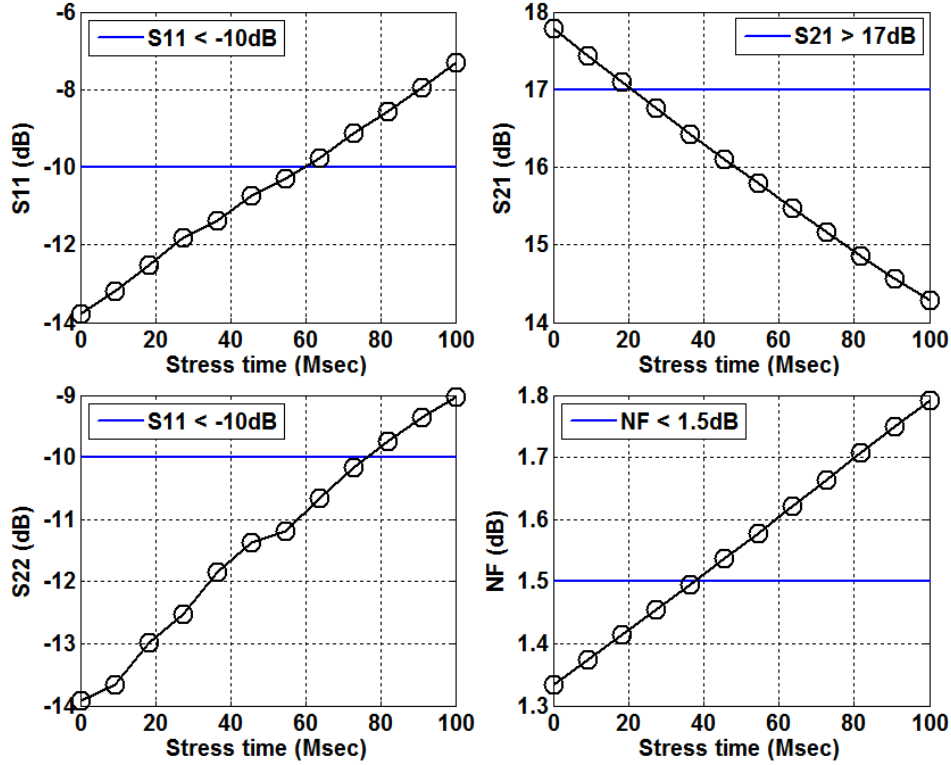 S11 < -10dB
S11 (dB)
-6
-8
-10
-12
-14
0 20 40 60 80 100
Stress time (Msec)
S21 > 17dB
S21 (dB)
18
17
16
15
14
0 20 40 60 80 100
Stress time (Msec)
S11 < -10dB
S22 (dB)
-9
-10
-11
-12
-13
-14
0 20 40 60 80 100
Stress time (Msec)
NF < 1.5dB
NF (dB)
1.8
1.7
1.6
1.5
1.4
1.3
0 20 40 60 80 100
Stress time (Msec)